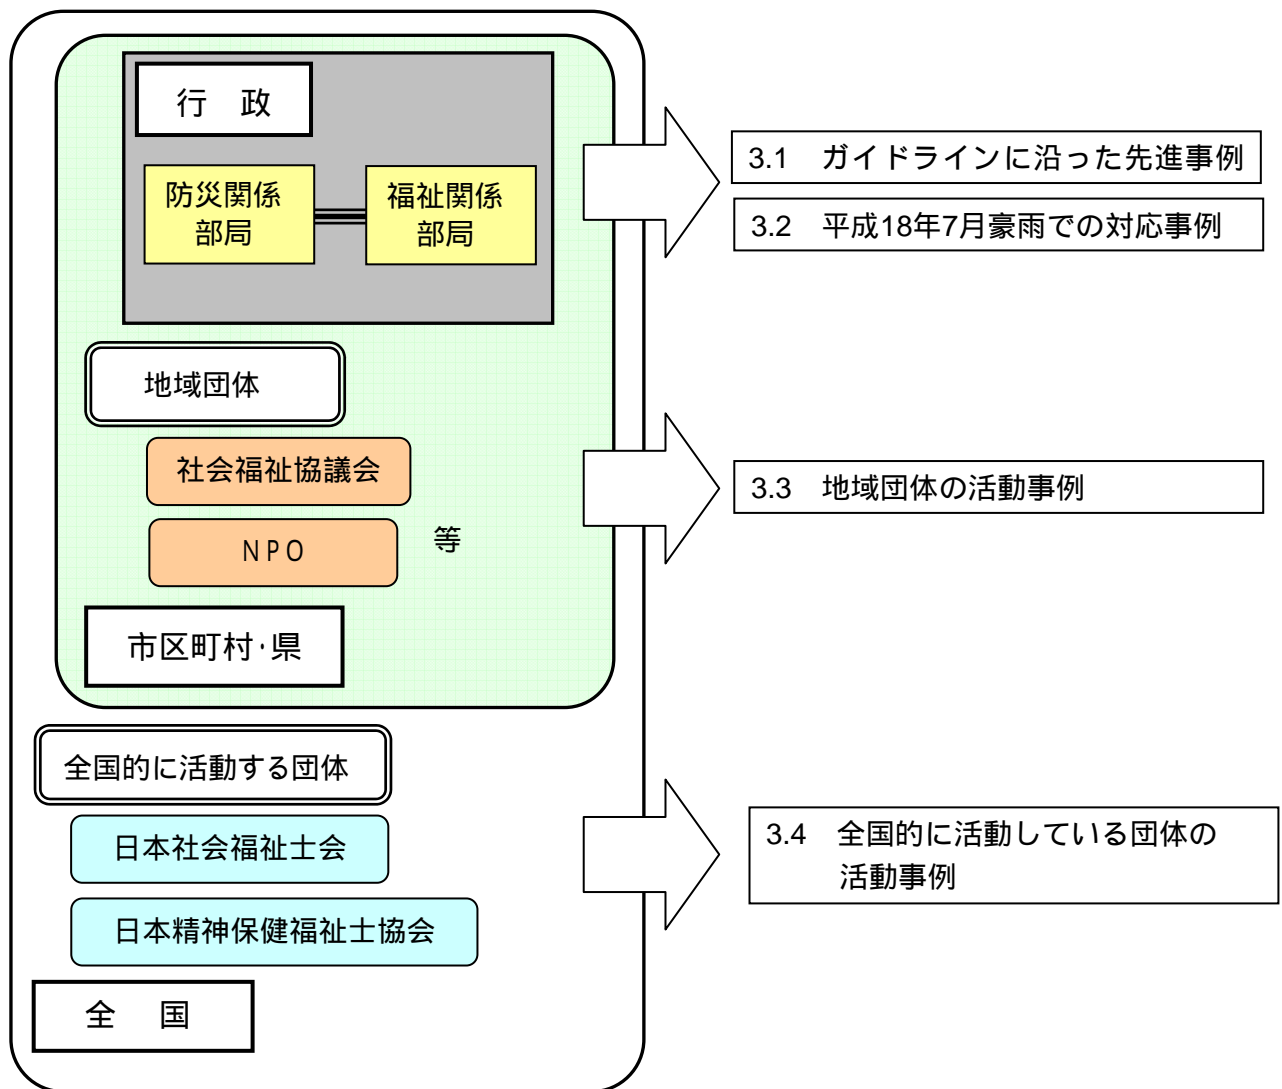 行　政
防災関係
部局
福祉関係
部局
3.1　ガイドラインに沿った先進事例
3.2　平成18年7月豪雨での対応事例
地域団体
社会福祉協議会
NPO
等
3.3　地域団体の活動事例
市区町村・県
全国的に活動する団体
日本社会福祉士会
日本精神保健福祉士協会
3.4　全国的に活動している団体の
活動事例
全　国